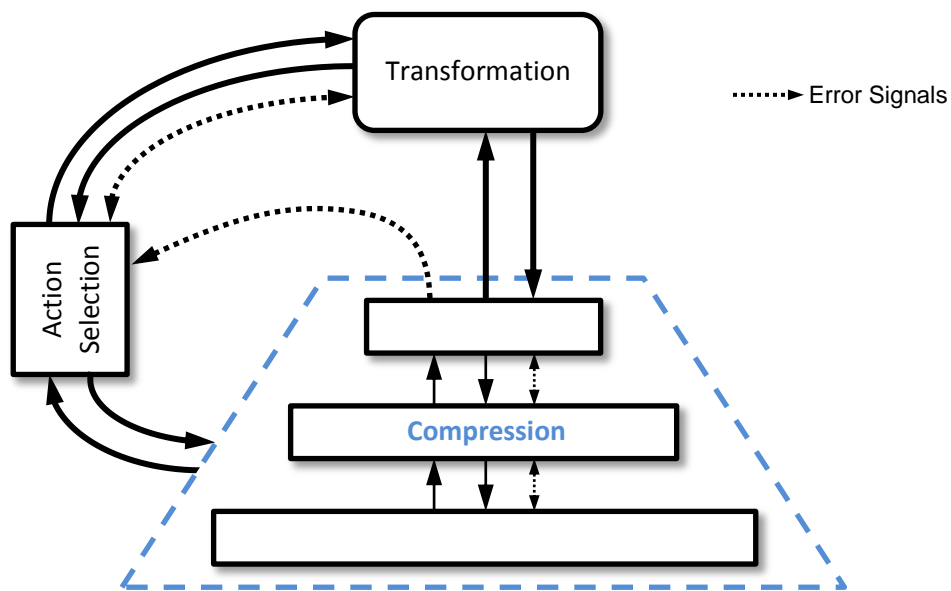 Transformation
Error Signals
Action
Selection
Compression